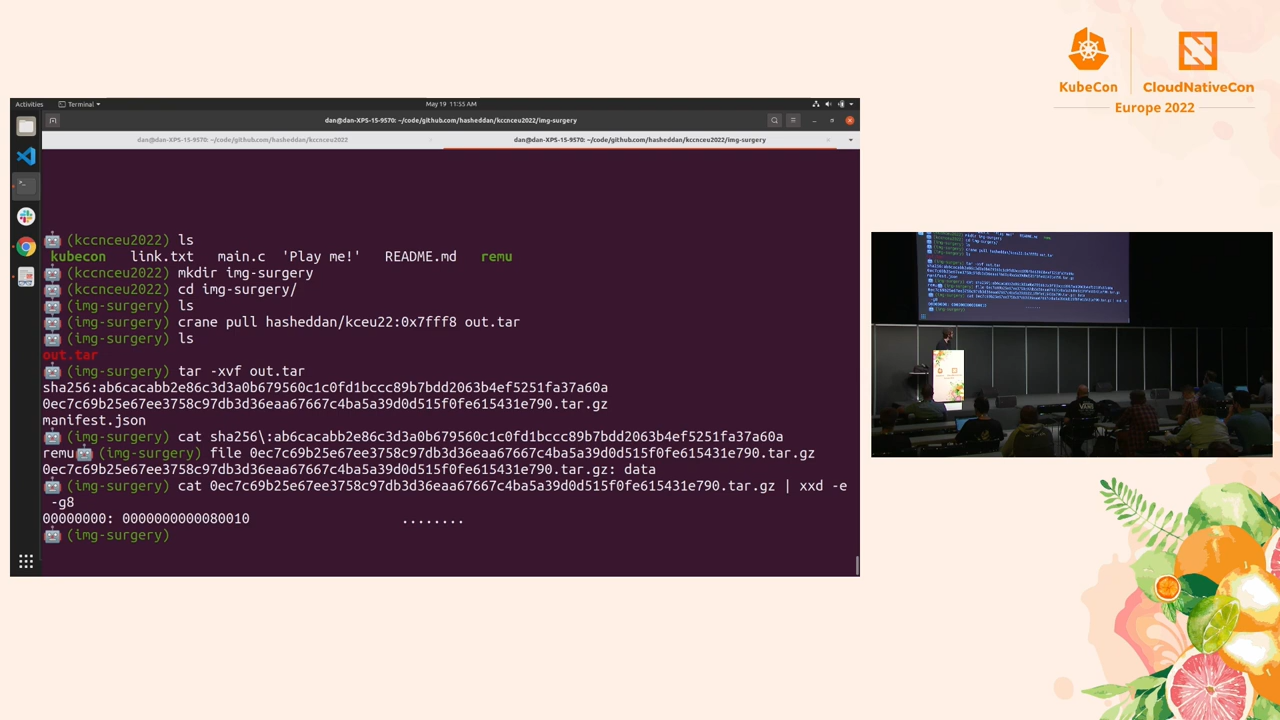 Activities Terminal May 19 11:55 AM
dan@dan-XPS-15-9570: ~/code/github.com/hasheddan/kccnceu2022/img-surgery
dan@dan-XPS-15-9570: ~/code/github.com/hasheddan/kccnceu2022 dan@dan-XPS-15-9570: ~/code/github.com/hasheddan/kccnceu2022/img-surgery
(kccnceu2022) ls
kubecon link.txt main.c 'Play me!' README.md remu
(kccnceu2022) mkdir img-surgery
(kccnceu2022) cd img-surgery/
(img-surgery) ls
(img-surgery) crane pull hasheddan/kceu22:0x7fff8 out.tar
(img-surgery) ls
out.tar
(img-surgery) tar -xvf out.tar
sha256:ab6cacabb2e86c3d3a0b679560c1c0fd1bccc89b7bdd2063b4ef5251fa37a60a
0ec7c69b25e67ee3758c97db3d36eaa67667c4ba5a39d0d515f0fe615431e790.tar.gz
manifest.json
(img-surgery) cat sha256\:ab6cacabb2e86c3d3a0b679560c1c0fd1bccc89b7bdd2063b4ef5251fa37a60a
remu (img-surgery) file 0ec7c69b25e67ee3758c97db3d36eaa67667c4ba5a39d0d515f0fe615431e790.tar.gz
0ec7c69b25e67ee3758c97db3d36eaa67667c4ba5a39d0d515f0fe615431e790.tar.gz: data
(img-surgery) cat 0ec7c69b25e67ee3758c97db3d36eaa67667c4ba5a39d0d515f0fe615431e790.tar.gz | xxd -e
-g8
00000000: 0000000000080010 ........
(img-surgery)
KubeCon CloudNativeCon
Europe 2022